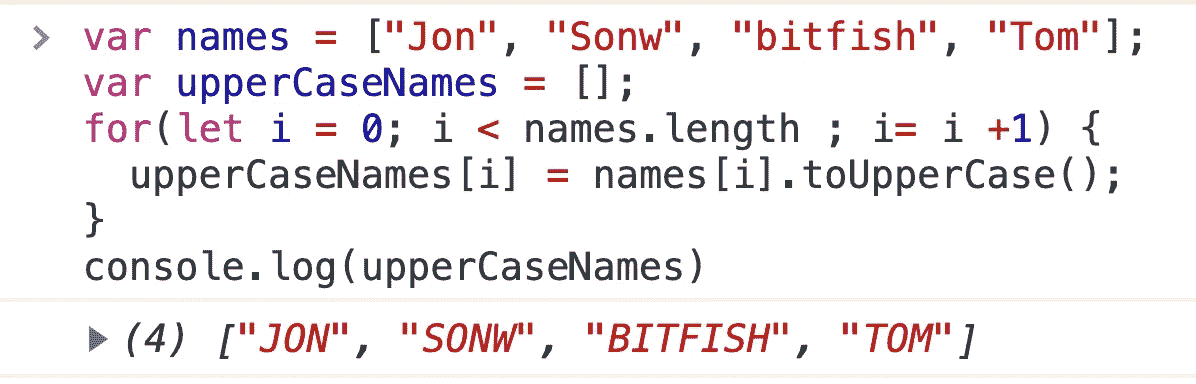 > var names = ["Jon", "Sonw", "bitfish", "Tom"];
var upperCaseNames = [];
for(let i = 0; i < names.length ; i= i +1) {
  upperCaseNames[i] = names[i].toUpperCase();
}
console.log(upperCaseNames)
▶ (4) ["JON", "SONW", "BITFISH", "TOM"]